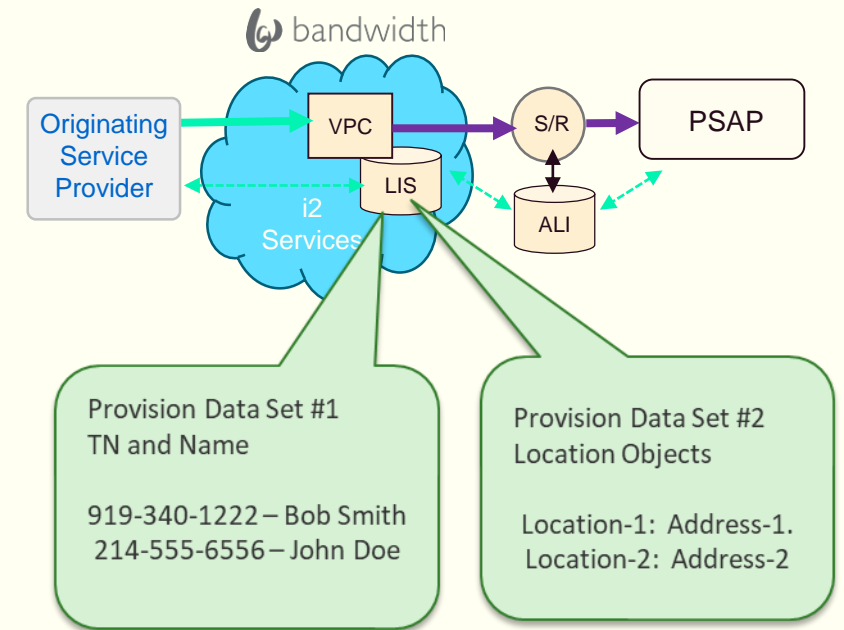 bandwidth
Originating
Service
Provider
VPC
LIS
i2
Services
S/R
ALI
PSAP
Provision Data Set #1
TN and Name
919-340-1222 – Bob Smith
214-555-6556 – John Doe
Provision Data Set #2
Location Objects
Location-1: Address-1.
Location-2: Address-2